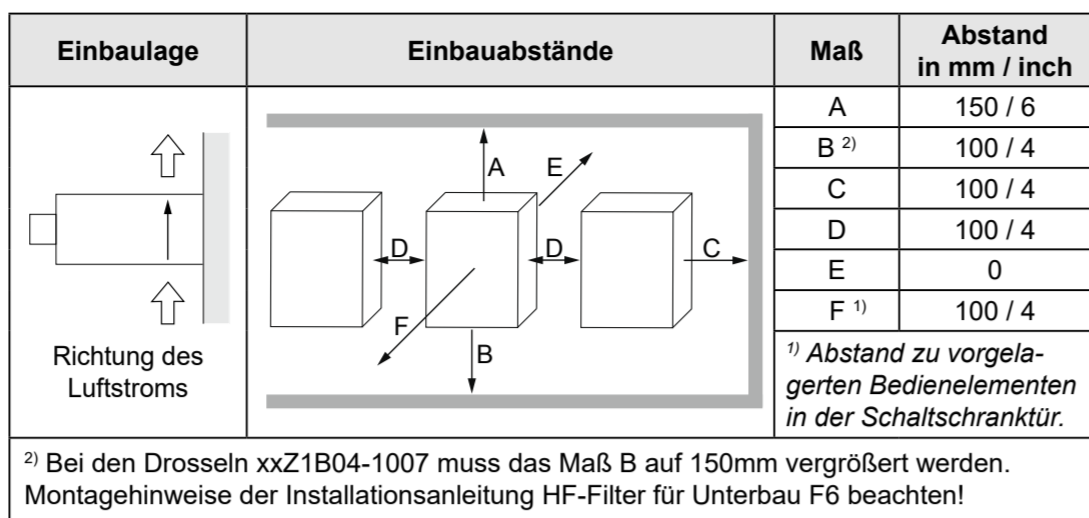 Einbaulage
Einbauabstände
Maß
Abstand
in mm / inch
A
150 / 6
B 2)
100 / 4
C
100 / 4
D
100 / 4
E
0
F 1)
100 / 4
A
E
D
D
C
F
B
Richtung des
Luftstroms
1) Abstand zu vorgela-
gerten Bedienelementen
in der Schaltschranktür.
2) Bei den Drosseln xxZ1B04-1007 muss das Maß B auf 150mm vergrößert werden.
Montagehinweise der Installationsanleitung HF-Filter für Unterbau F6 beachten!